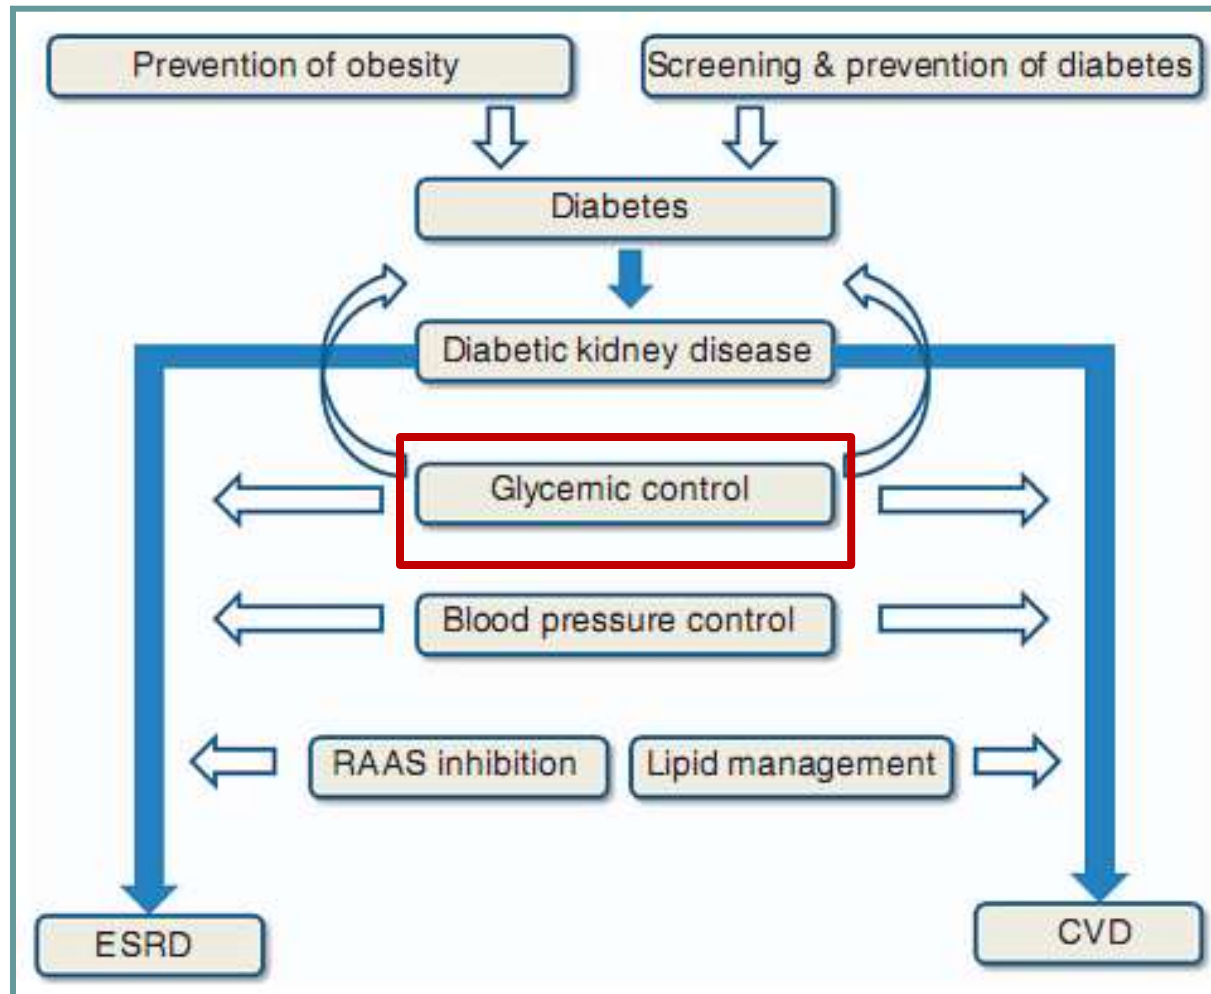 Prevention of obesity
Screening & prevention of diabetes
Diabetes
Diabetic kidney disease
Glycemic control
Blood pressure control
RAAS inhibition
Lipid management
ESRD
CVD